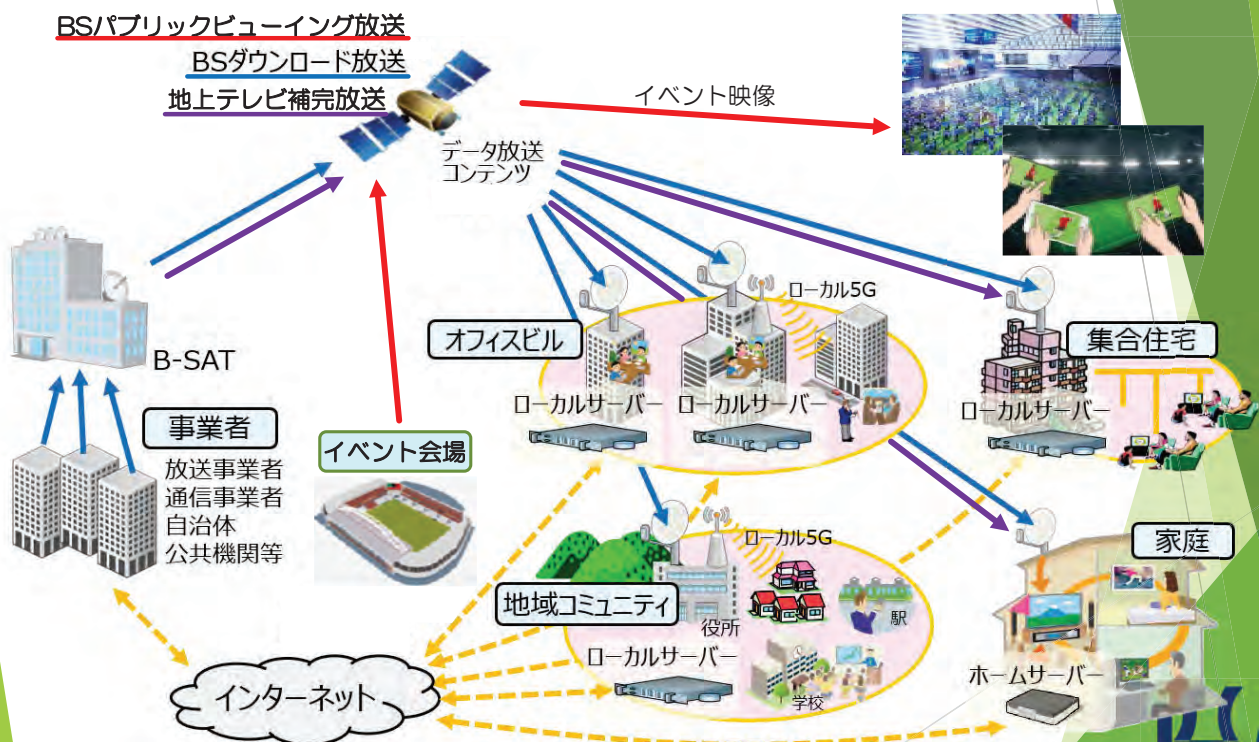 BSパブリックビューイング放送
BSダウンロード放送
地上テレビ補完放送
イベント映像
データ放送
コンテンツ
B-SAT
事業者
放送事業者
通信事業者
自治体
公共機関等
イベント会場
オフィスビル
ローカル5G
ローカルサーバー
ローカルサーバー
集合住宅
ローカルサーバー
地域コミュニティ
ローカル5G
役所
駅
ローカルサーバー
学校
家庭
ホームサーバー
インターネット